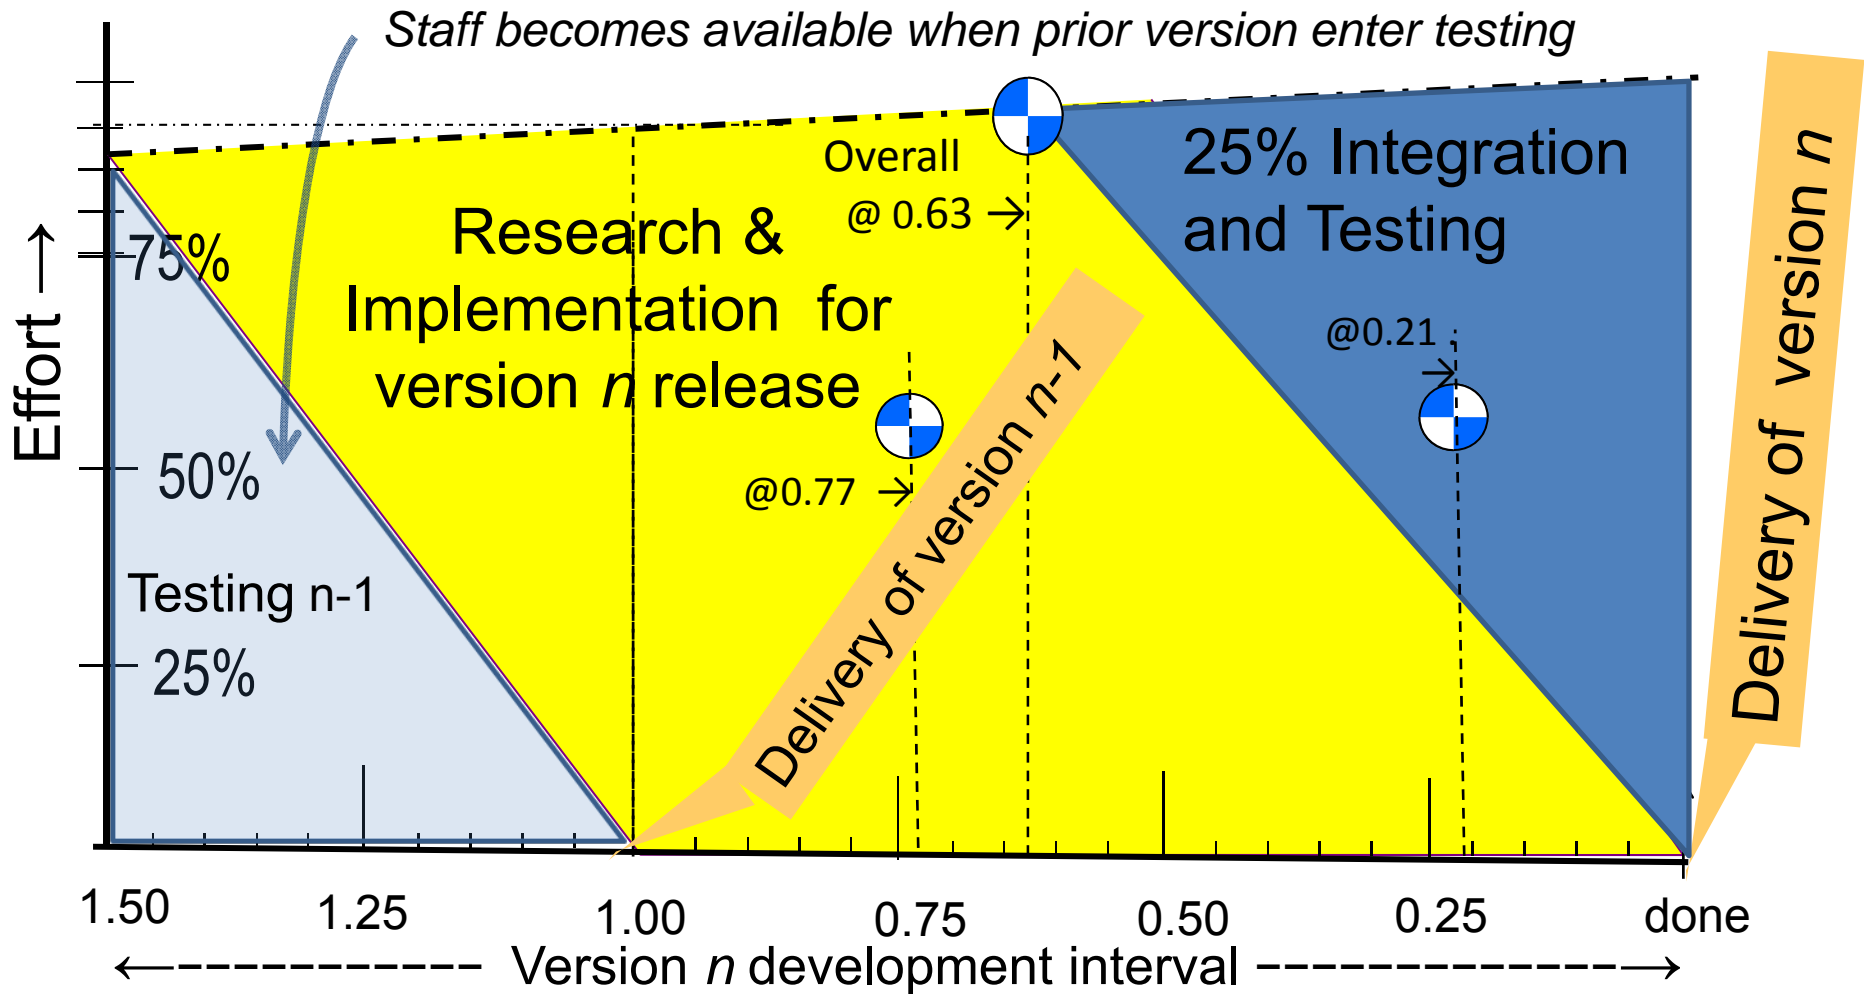 Staff becomes available when prior version enter testing
Effort →
75%
50%
25%
Testing n-1
Research &
Implementation for
version n release
Overall
@ 0.63 →
@0.77 →
Delivery of version n-1
25% Integration
and Testing
@0.21 .
→
Delivery of version n
1.50 1.25 1.00 0.75 0.50 0.25 done
←----------- Version n development interval --------------→